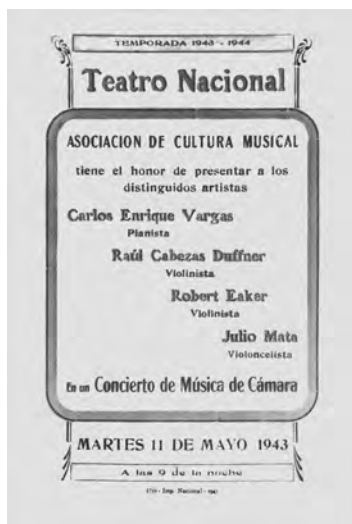 TEMPORADA 1943 - 1944
Teatro Nacional
ASOCIACION DE CULTURA MUSICAL
tiene el honor de presentar a los
distinguidos artistas
Carlos Enrique Vargas
Pianista
Raúl Cabezas Duffner
Violinista
Robert Eaker
Violinista
Julio Mata
Violoncelista
En un Concierto de Música de Cámara
MARTES 11 DE MAYO 1943
A las 9 de la noche
Imp. Nacional